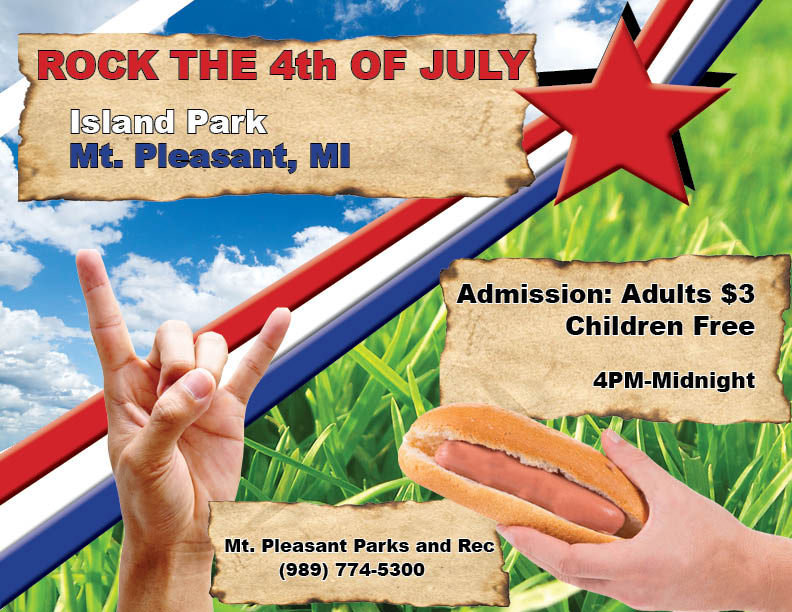 ROCK THE 4th OF JULY
Island Park
Mt. Pleasant, MI
Admission: Adults $3
Children Free
4PM-Midnight
Mt. Pleasant Parks and Rec
(989) 774-5300